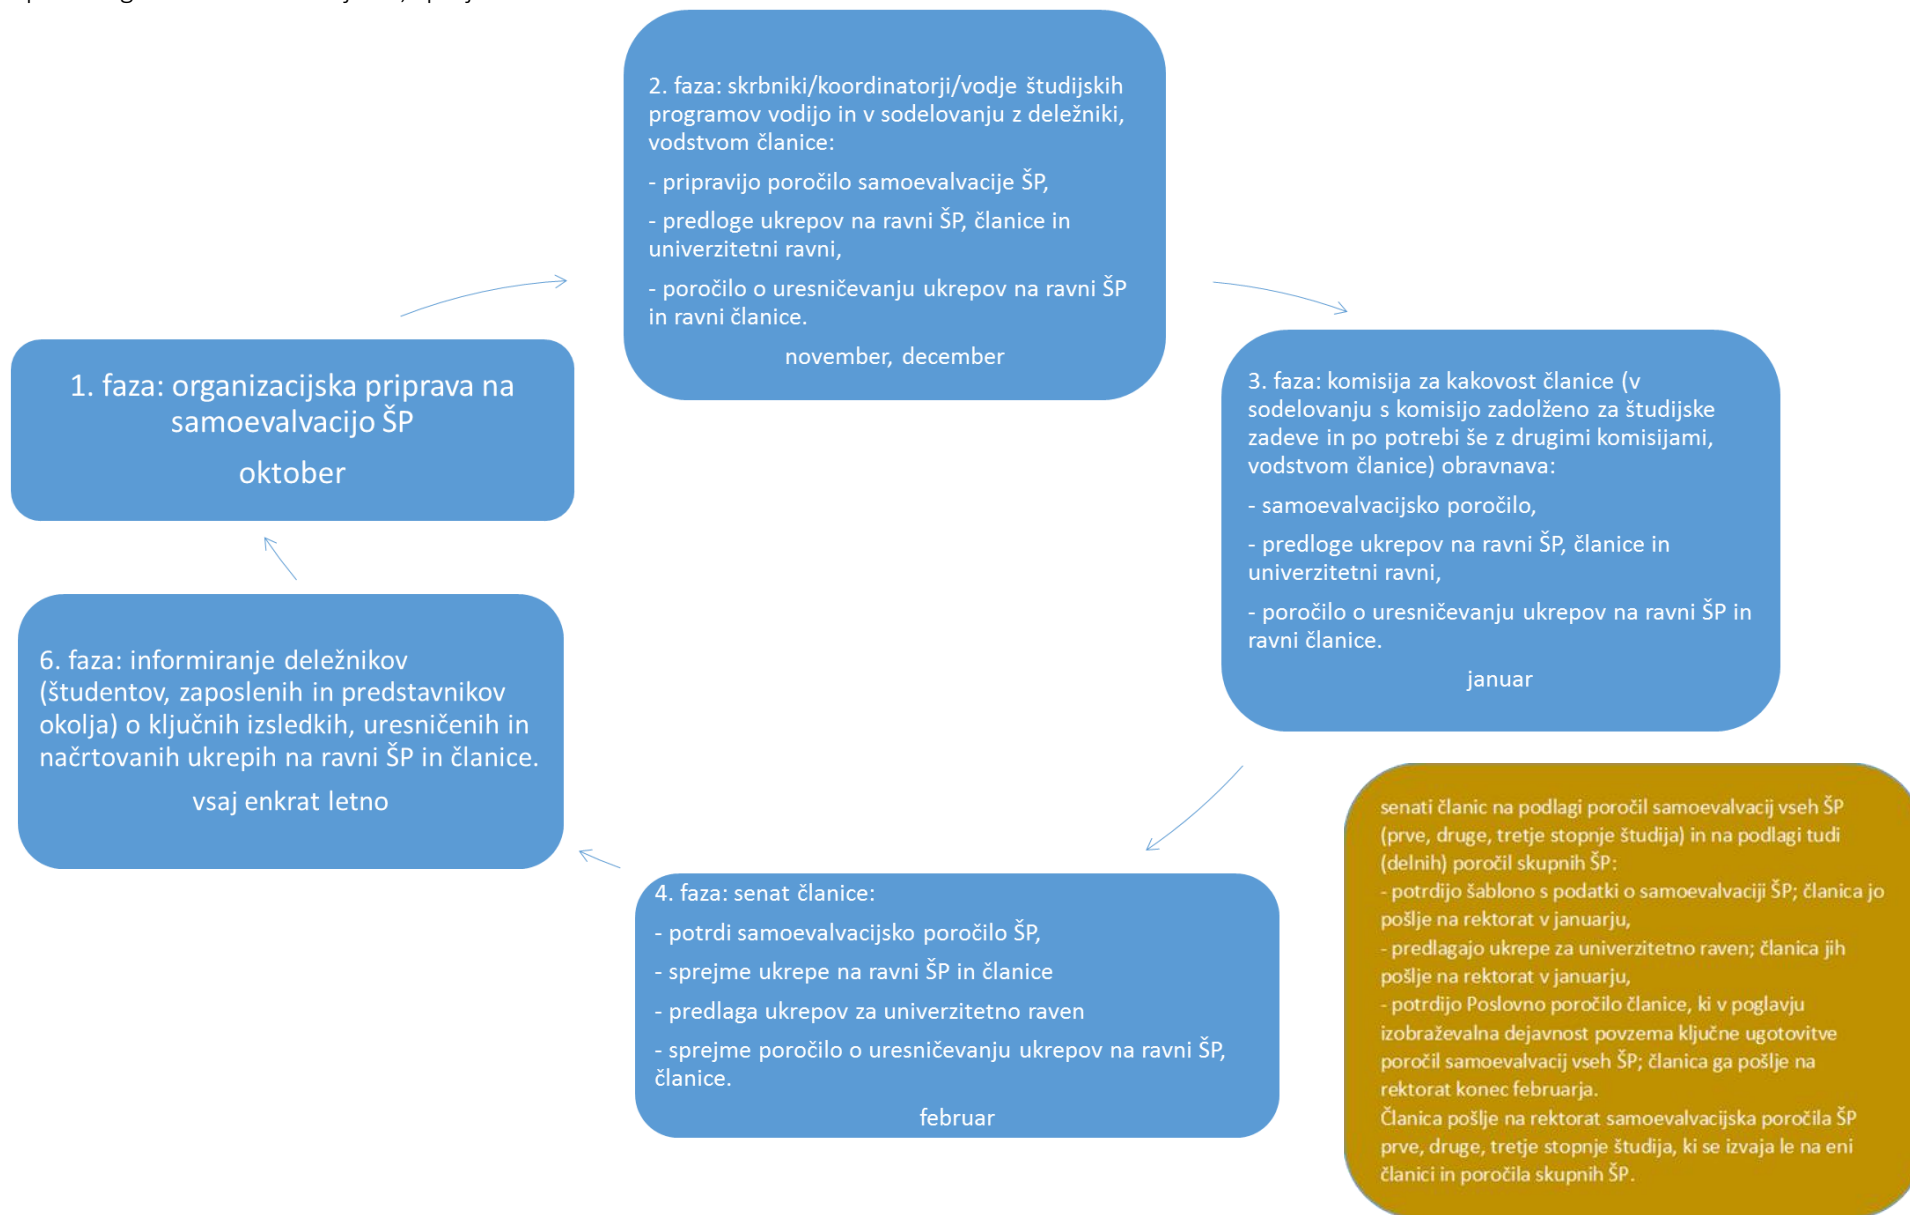 1. faza: organizacijska priprava na
samoevalvacijo ŠP
oktober
2. faza: skrbniki/koordinatorji/vodje študijskih
programov vodijo in v sodelovanju z deležniki,
vodstvom članice:
- pripravijo poročilo samoevalvacije ŠP,
- predloge ukrepov na ravni ŠP, članice in
univerzitetni ravni,
- poročilo o uresničevanju ukrepov na ravni ŠP
in ravni članice.
november, december
3. faza: komisija za kakovost članice (v
sodelovanju s komisijo zadolženo za študijske
zadeve in po potrebi še z drugimi komisijami,
vodstvom članice) obravnava:
- samoevalvacijsko poročilo,
- predloge ukrepov na ravni ŠP, članice in
univerzitetni ravni,
- poročilo o uresničevanju ukrepov na ravni ŠP in
ravni članice.
januar
senati članic na podlagi poročil samoevalvacij vseh ŠP
(prve, druge, tretje stopnje študija) in na podlagi tudi
(delnih) poročil skupnih ŠP:
- potrdijo šablono s podatki o samoevalvaciji ŠP; članica jo
pošlje na rektorat v januarju,
- predlagajo ukrepe za univerzitetno raven; članica jih
pošlje na rektorat v januarju,
- potrdijo Poslovno poročilo članice, ki v poglavju
izobraževalna dejavnost povzema ključne ugotovitve
poročil samoevalvacij vseh ŠP; članica ga pošlje na
rektorat konec februarja.
Članica pošlje na rektorat samoevalvacijska poročila ŠP
prve, druge, tretje stopnje študija, ki se izvaja le na eni
članici in poročila skupnih ŠP.
4. faza: senat članice:
- potrdi samoevalvacijsko poročilo ŠP,
- sprejme ukrepe na ravni ŠP in članice
- predlaga ukrepov za univerzitetno raven
- sprejme poročilo o uresničevanju ukrepov na ravni ŠP,
članice.
februar
6. faza: informiranje deležnikov
(študentov, zaposlenih in predstavnikov
okolja) o ključnih izsledkih, uresničenih in
načrtovanih ukrepih na ravni ŠP in članice.
vsaj enkrat letno